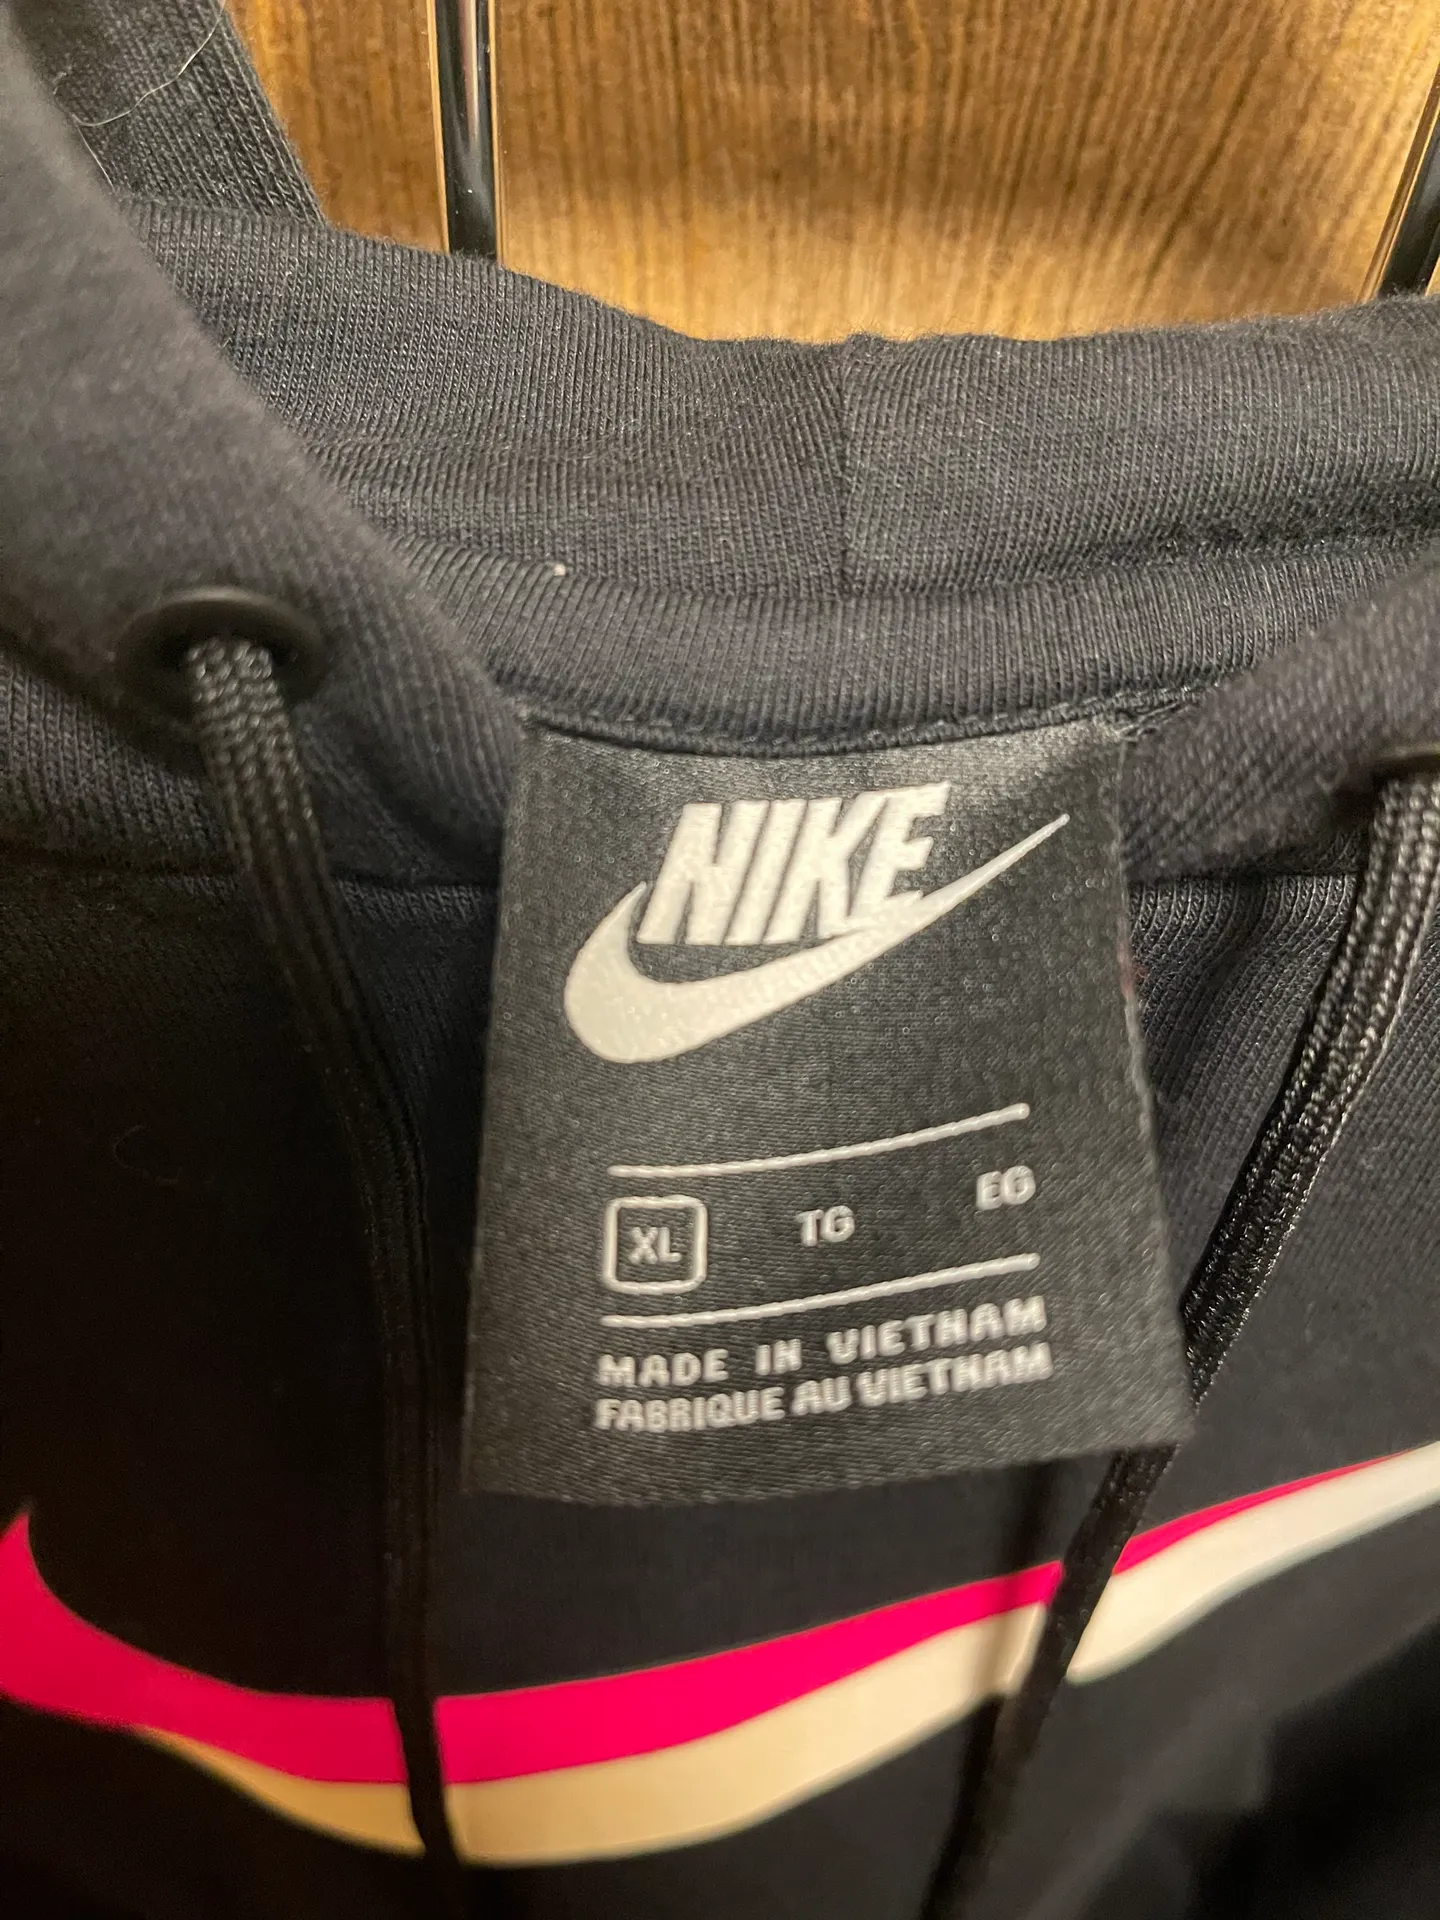 NIKE
XL TG EG
MADE IN VIETNAM
FABRIQUE AU VIETNAM